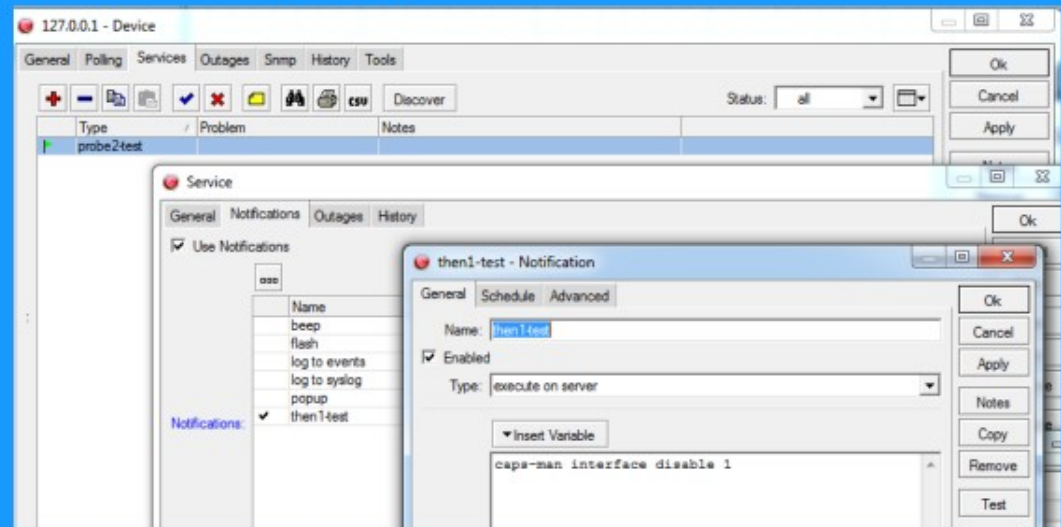 127.0.0.1 - Device
General Polling Services Outages Snmp History Tools
Ok
csv Discover Status: all
Cancel
Type / Problem Notes
Apply
probe2-test
Service
General Notifications Outages History
Ok
Use Notifications
then1-test - Notification
General Schedule Advanced
Ok
Name
Name: then1-test
Cancel
beep
flash
Enabled
Apply
log to events
log to syslog
Type: execute on server
popup
Notes
Notifications: then1-test
Insert Variable
Copy
caps-man interface disable 1
Remove
Test